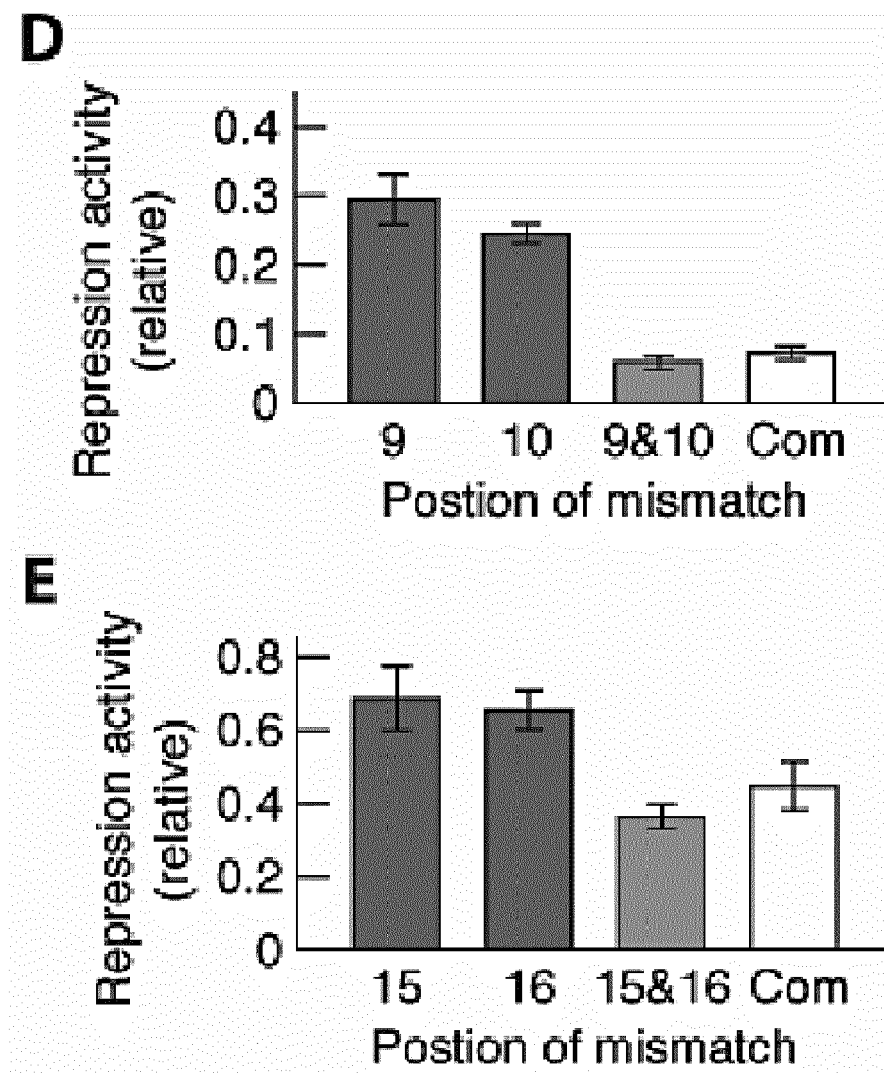 D
Repression activity
(relative)
0.4
0.3
0.2
0.1
0
9 10 9&10 Com
Postion of mismatch
E
Repression activity
(relative)
0.8
0.6
0.4
0.2
0
15 16 15&16 Com
Postion of mismatch